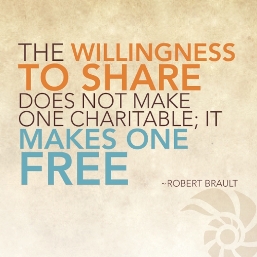 THE WILLINGNESS
TO SHARE
DOES NOT MAKE
ONE CHARITABLE; IT
MAKES ONE
FREE
~ROBERT BRAULT